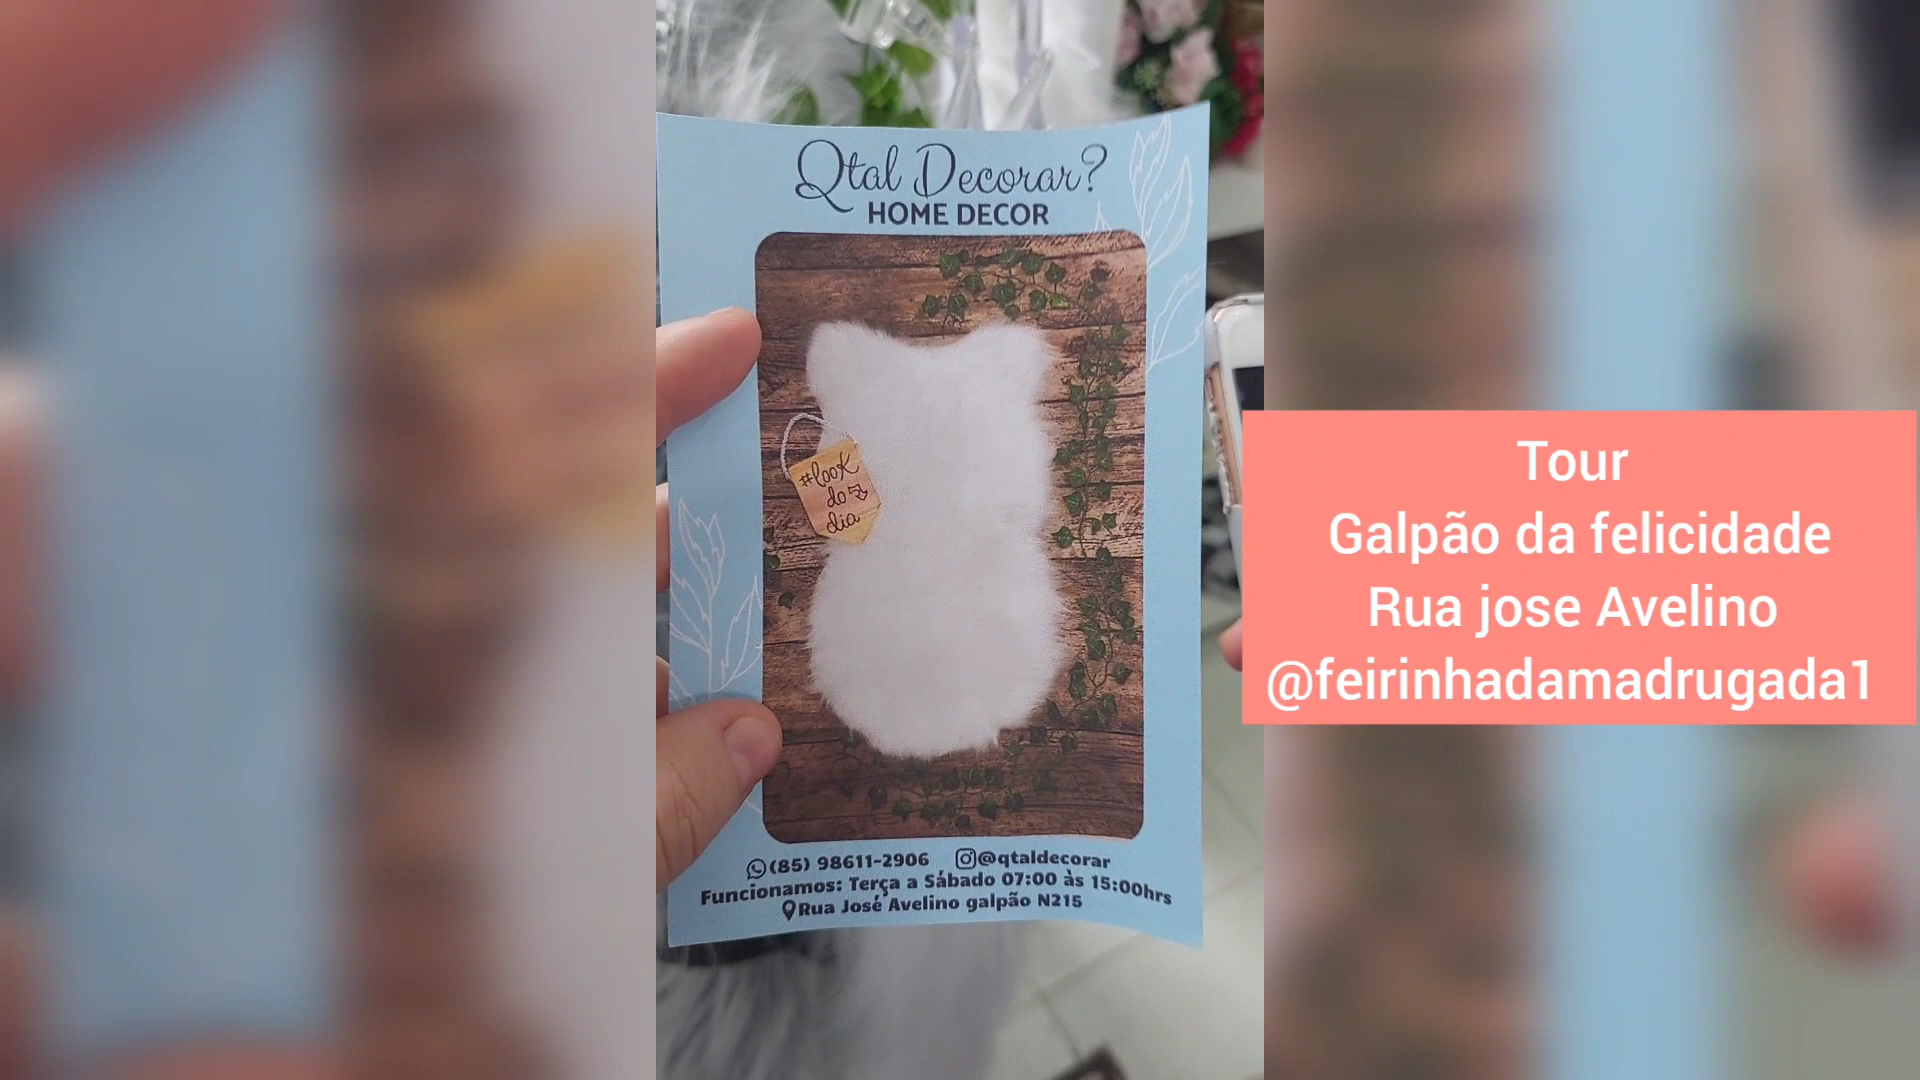 Qtal Decorar?
HOME DECOR
#look
do
dia
(85) 98611-2906 @qtaldecorar
Funcionamos: Terça a Sábado 07:00 às 15:00hrs
Rua José Avelino galpão N215
Tour
Galpão da felicidade
Rua jose Avelino
@feirinhadamadrugada1